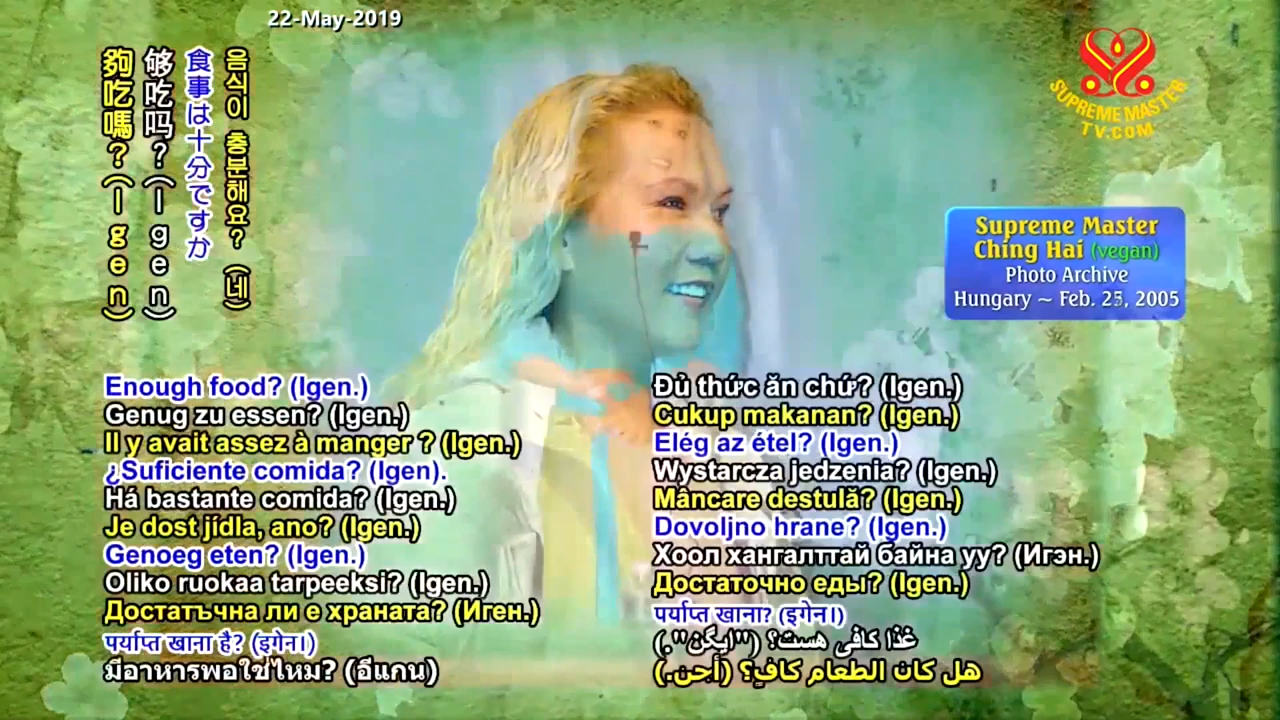 22-May-2019
음식이 충분해요? (네)
食事は十分ですか
够吃吗？(Igen)
夠吃嗎？(Igen)
SUPREME MASTER
TV.COM
Supreme Master
Ching Hai (vegan)
Photo Archive
Hungary ~ Feb. 25, 2005
Enough food? (Igen.)
Genug zu essen? (Igen.)
Il y avait assez à manger ? (Igen.)
¿Suficiente comida? (Igen).
Há bastante comida? (Igen.)
Je dost jídla, ano? (Igen.)
Genoeg eten? (Igen.)
Oliko ruokaa tarpeeksi? (Igen.)
Достатъчна ли е храната? (Иген.)
पर्याप्त खाना है? (इगेन।)
มีอาหารพอใช่ไหม? (อีแกน)
Đủ thức ăn chứ? (Igen.)
Cukup makanan? (Igen.)
Elég az étel? (Igen.)
Wystarcza jedzenia? (Igen.)
Mâncare destulă? (Igen.)
Dovoljno hrane? (Igen.)
Хоол хангалттай байна уу? (Игэн.)
Достаточно еды? (Igen.)
पर्याप्त खाना? (इगेन।)
غذا کافی هست؟ ("ایگن".)
هل كان الطعام كافٍ؟ (أجن.)